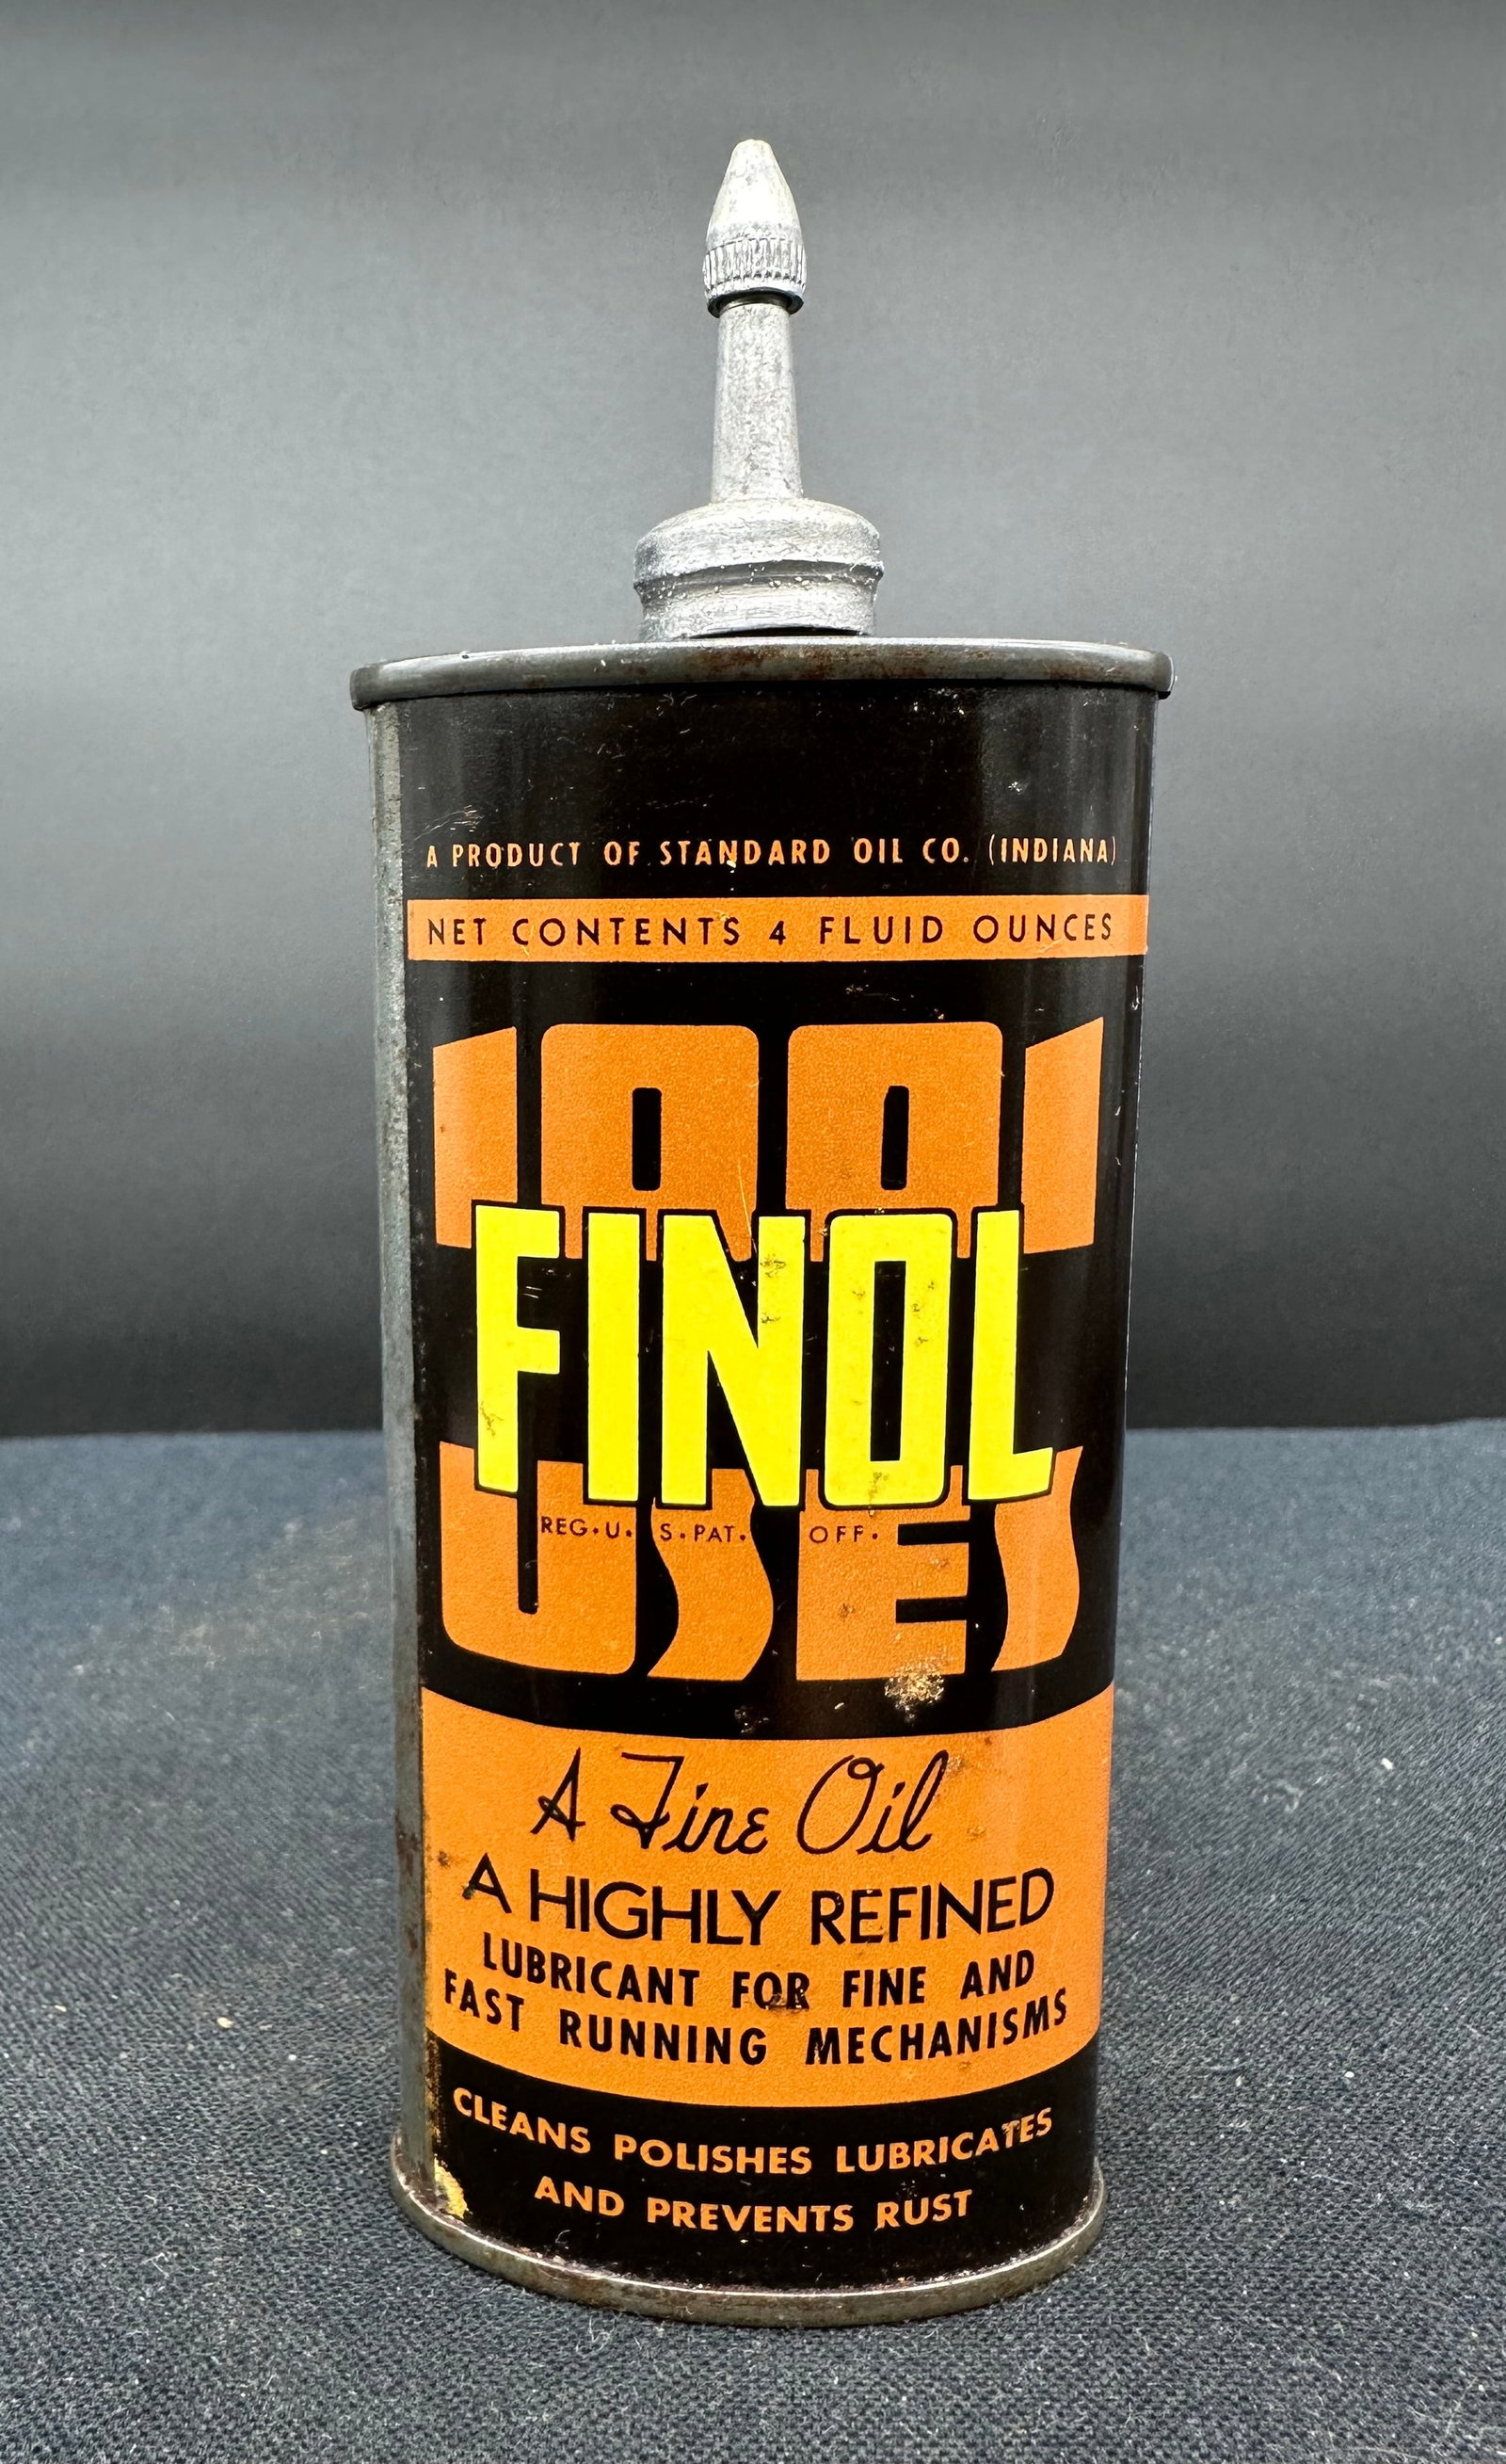 A PRODUCT OF STANDARD OIL CO. (INDIANA)
NET CONTENTS 4 FLUID OUNCES
1001
FINOL
REG. U. S. PAT. OFF.
USES
A Fine Oil
A HIGHLY REFINED
LUBRICANT FOR FINE AND
FAST RUNNING MECHANISMS
CLEANS POLISHES LUBRICATES
AND PREVENTS RUST